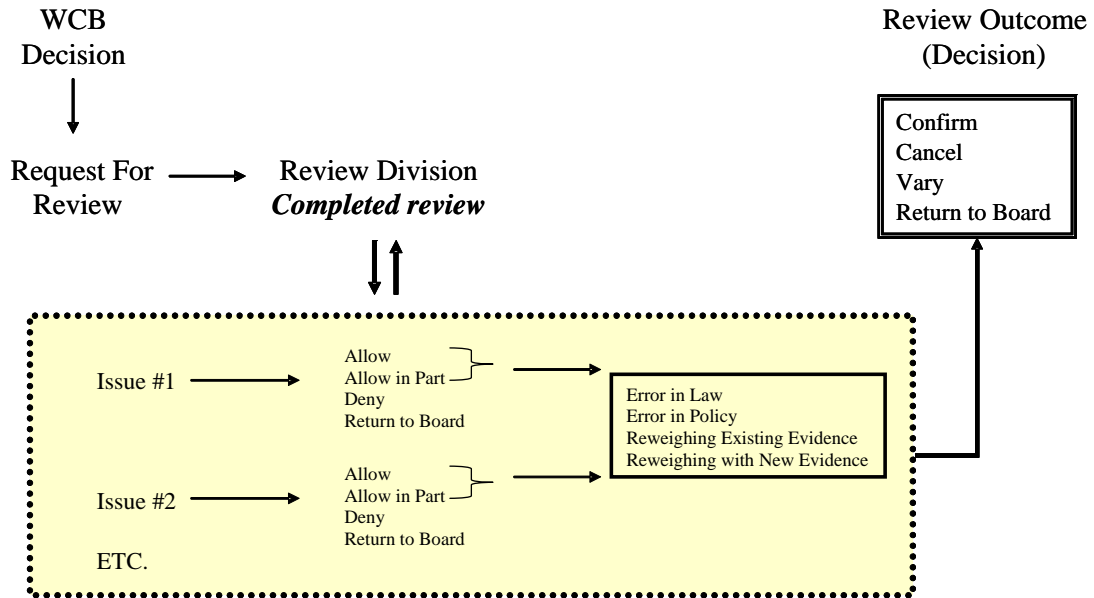 WCB
Decision
Request For
Review
Review Division
Completed review
Review Outcome
(Decision)
Confirm
Cancel
Vary
Return to Board
Issue #1
Allow
Allow in Part
Deny
Return to Board
Issue #2
Allow
Allow in Part
Deny
Return to Board
ETC.
Error in Law
Error in Policy
Reweighing Existing Evidence
Reweighing with New Evidence